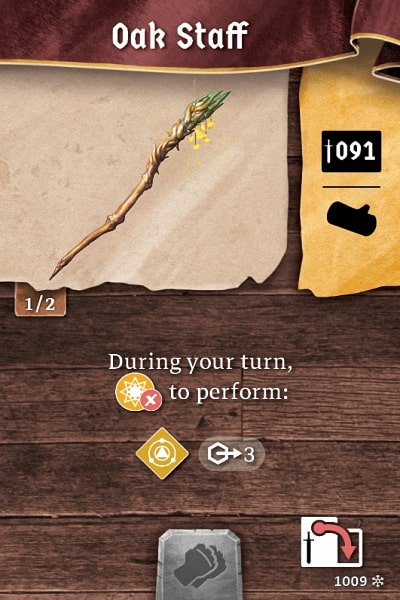 Oak Staff
091
1/2
During your turn,
to perform:
3
1009